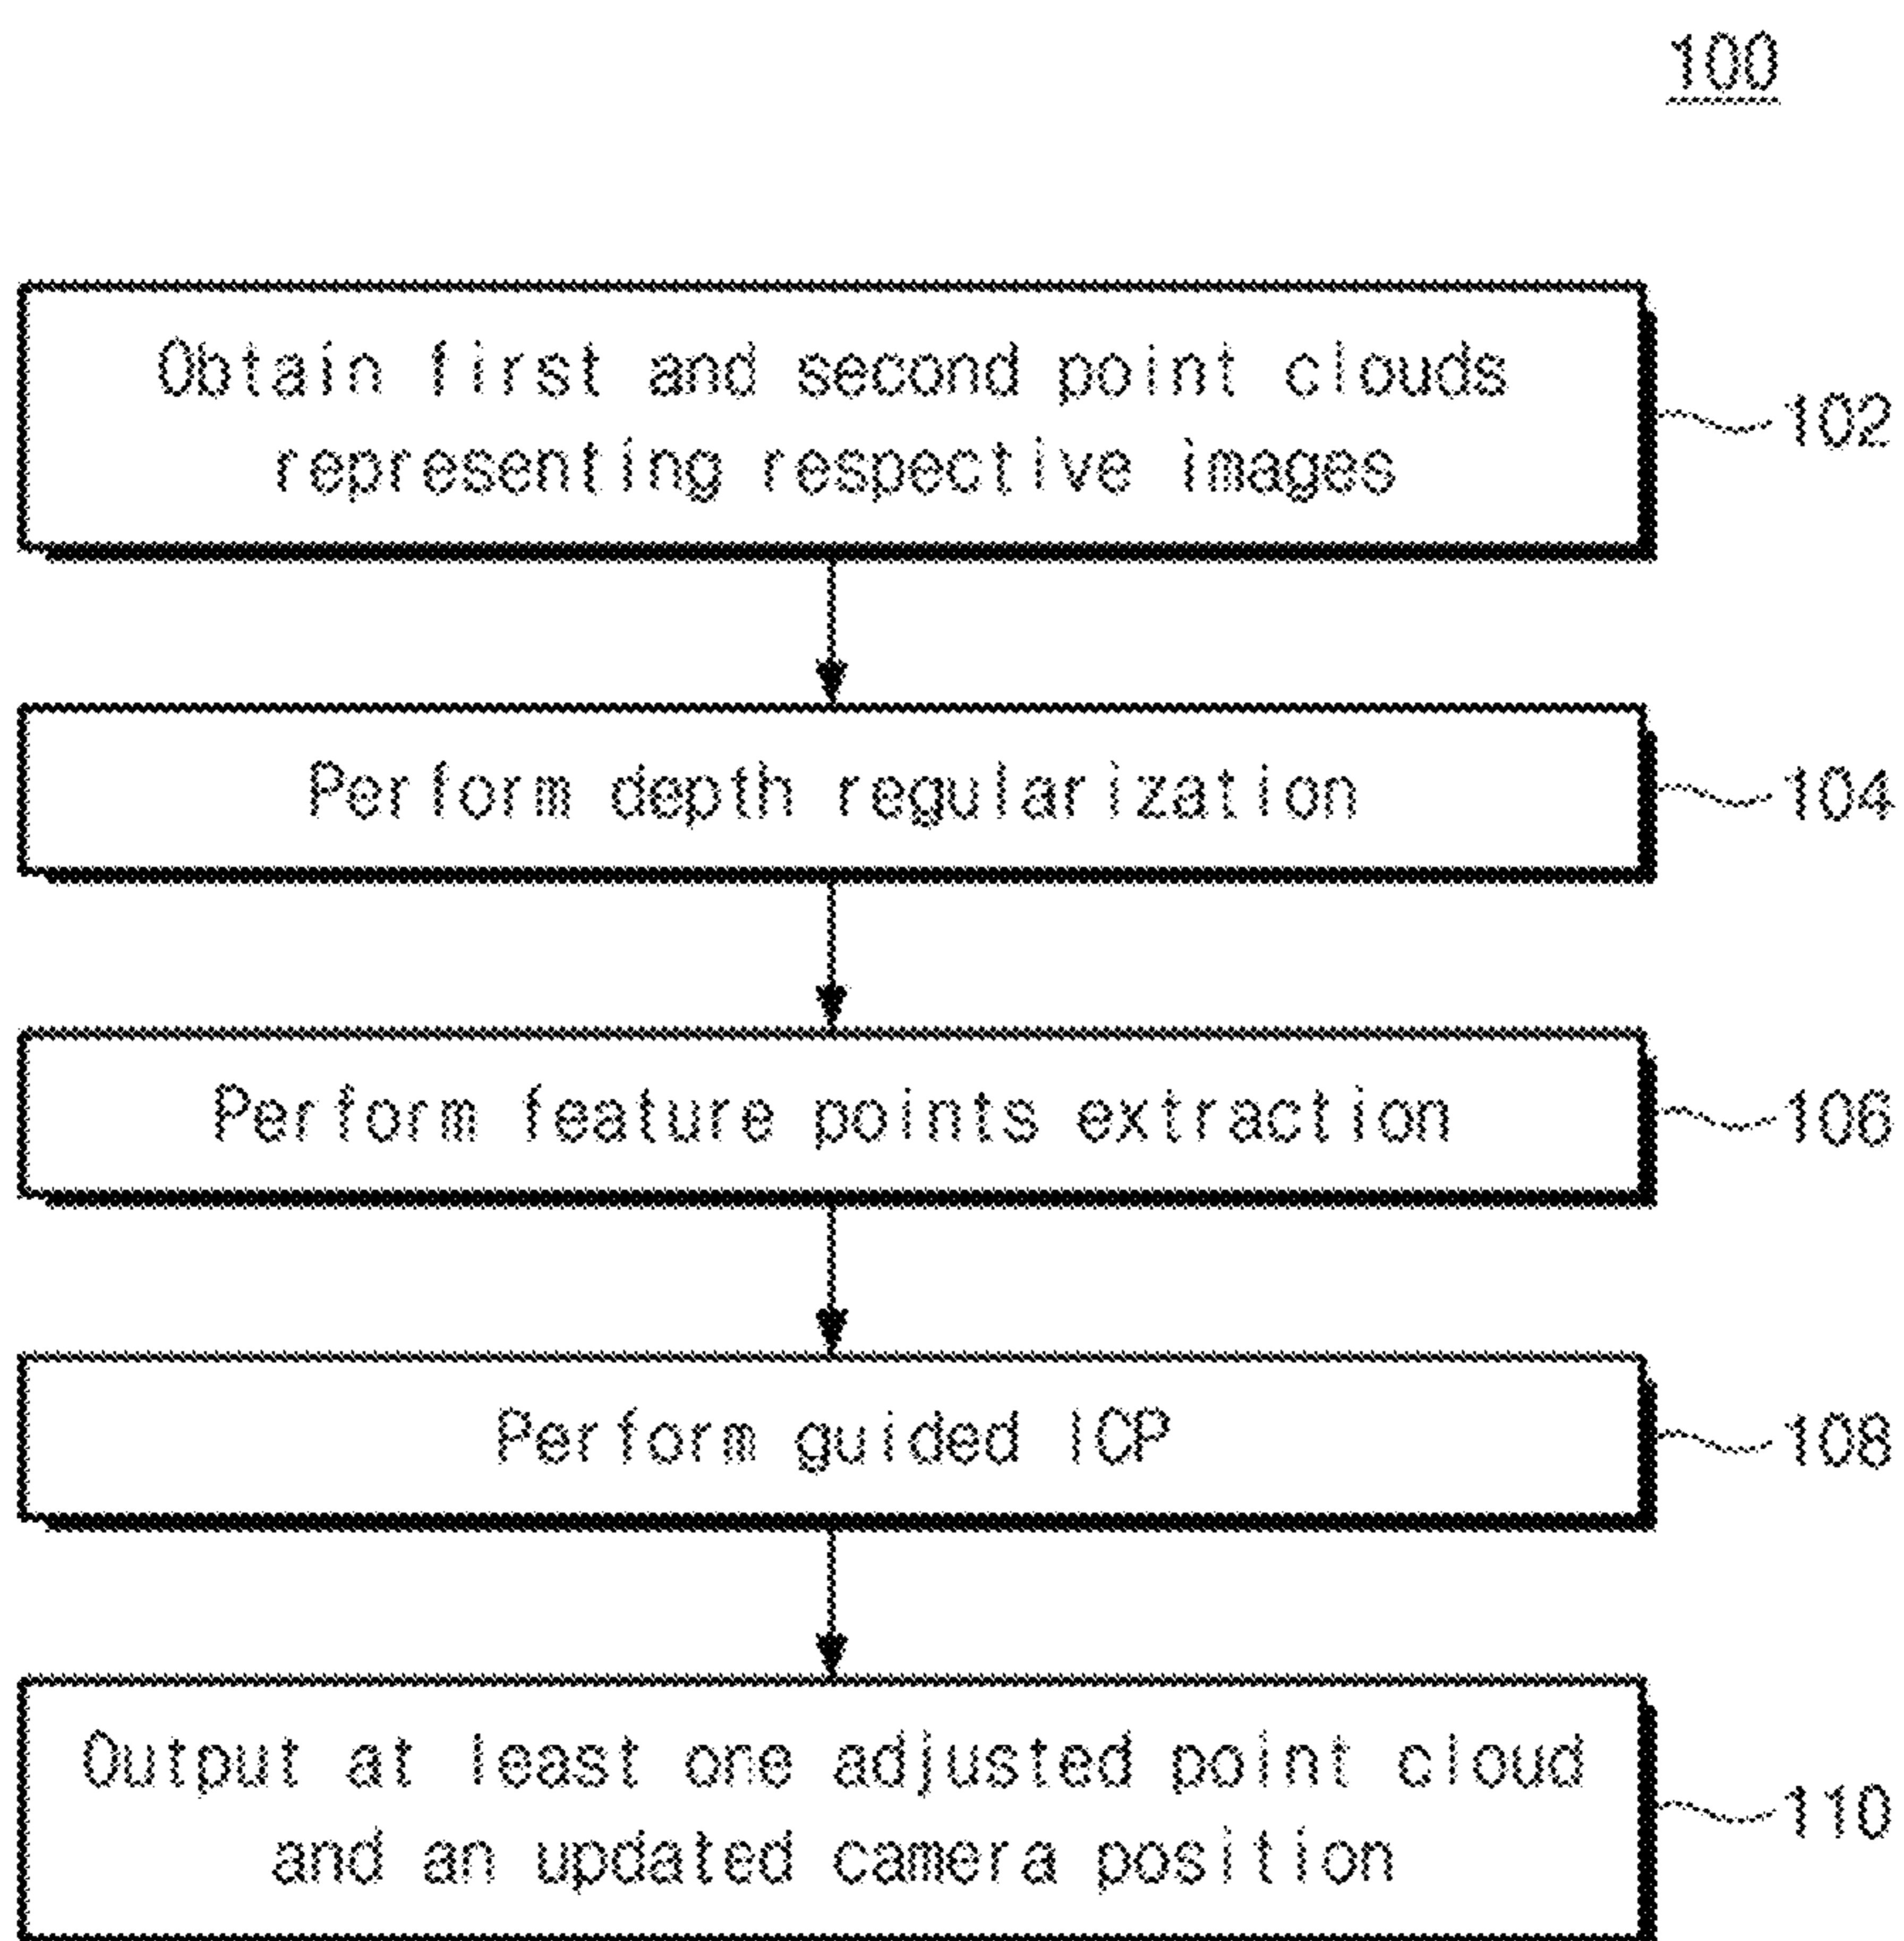 100
Obtain first and second point clouds
representing respective images
102
Perform depth regularization
104
Perform feature points extraction
106
Perform guided ICP
108
Output at least one adjusted point cloud
and an updated camera position
110